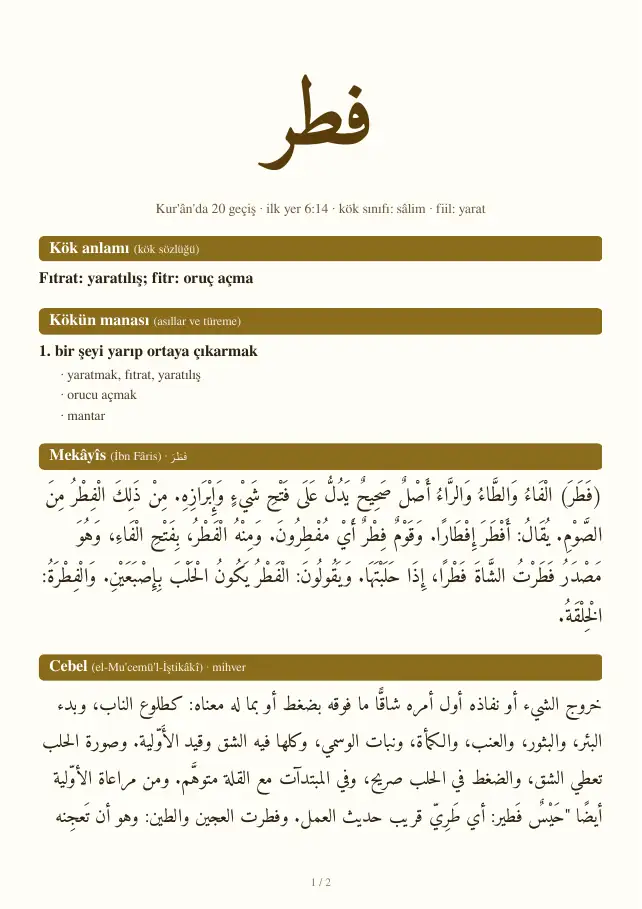 فطر
Kur'ân'da 20 geçiş · ilk yer 6:14 · kök sınıfı: sâlim · fiil: yarat
Kök anlamı (kök sözlüğü)
Fıtrat: yaratılış; fitr: oruç açma
Kökün manası (asıllar ve türeme)
1. bir şeyi yarıp ortaya çıkarmak
· yaratmak, fıtrat, yaratılış
· orucu açmak
· mantar
Mekâyîs (İbn Fâris) · فَطَرَ
(فَطَرَ) الْفَاءُ وَالطَّاءُ وَالرَّاءُ أَصْلٌ صَحِيحٌ يَدُلُّ عَلَى فَتْحِ شَيْءٍ وَإِبْرَازِهِ. مِنْ ذَلِكَ الْفِطْرُ مِنَ
الصَّوْمِ. يُقَالُ: أَفْطَرَ إِفْطَارًا. وَقَوْمٌ فِطْرٌ أَيْ مُفْطِرُونَ. وَمِنْهُ الْفَطْرُ، بِفَتْحِ الْفَاءِ، وَهُوَ
مَصْدَرُ فَطَرْتُ الشَّاةَ فَطْرًا، إِذَا حَلَبْتَهَا. وَيَقُولُونَ: الْفَطْرُ يَكُونُ الْحَلْبَ بِإِصْبَعَيْنِ. وَالْفِطْرَةُ:
الْخِلْقَةُ.
Cebel (el-Mu'cemü'l-İştikâkî) · mihver
خروج الشيء أو نفاذه أول أمره شاقًّا ما فوقه بضغط أو بما له معناه: كطلوع الناب، وبدء
البئر، والبثور، والعنب، والكمأة، ونبات الوسمي، وكلها فيه الشق وقيد الأَوّلية. وصورة الحلب
تعطي الشق، والضغط في الحلب صريح، وفي المبتدآت مع القلة متوهَّم. ومن مراعاة الأوّلية
أيضًا "حَيْسٌ فَطير: أي طَرِيّ قريب حديث العمل. وفطرت العجين والطين: وهو أن تَعجِنه
1 / 2